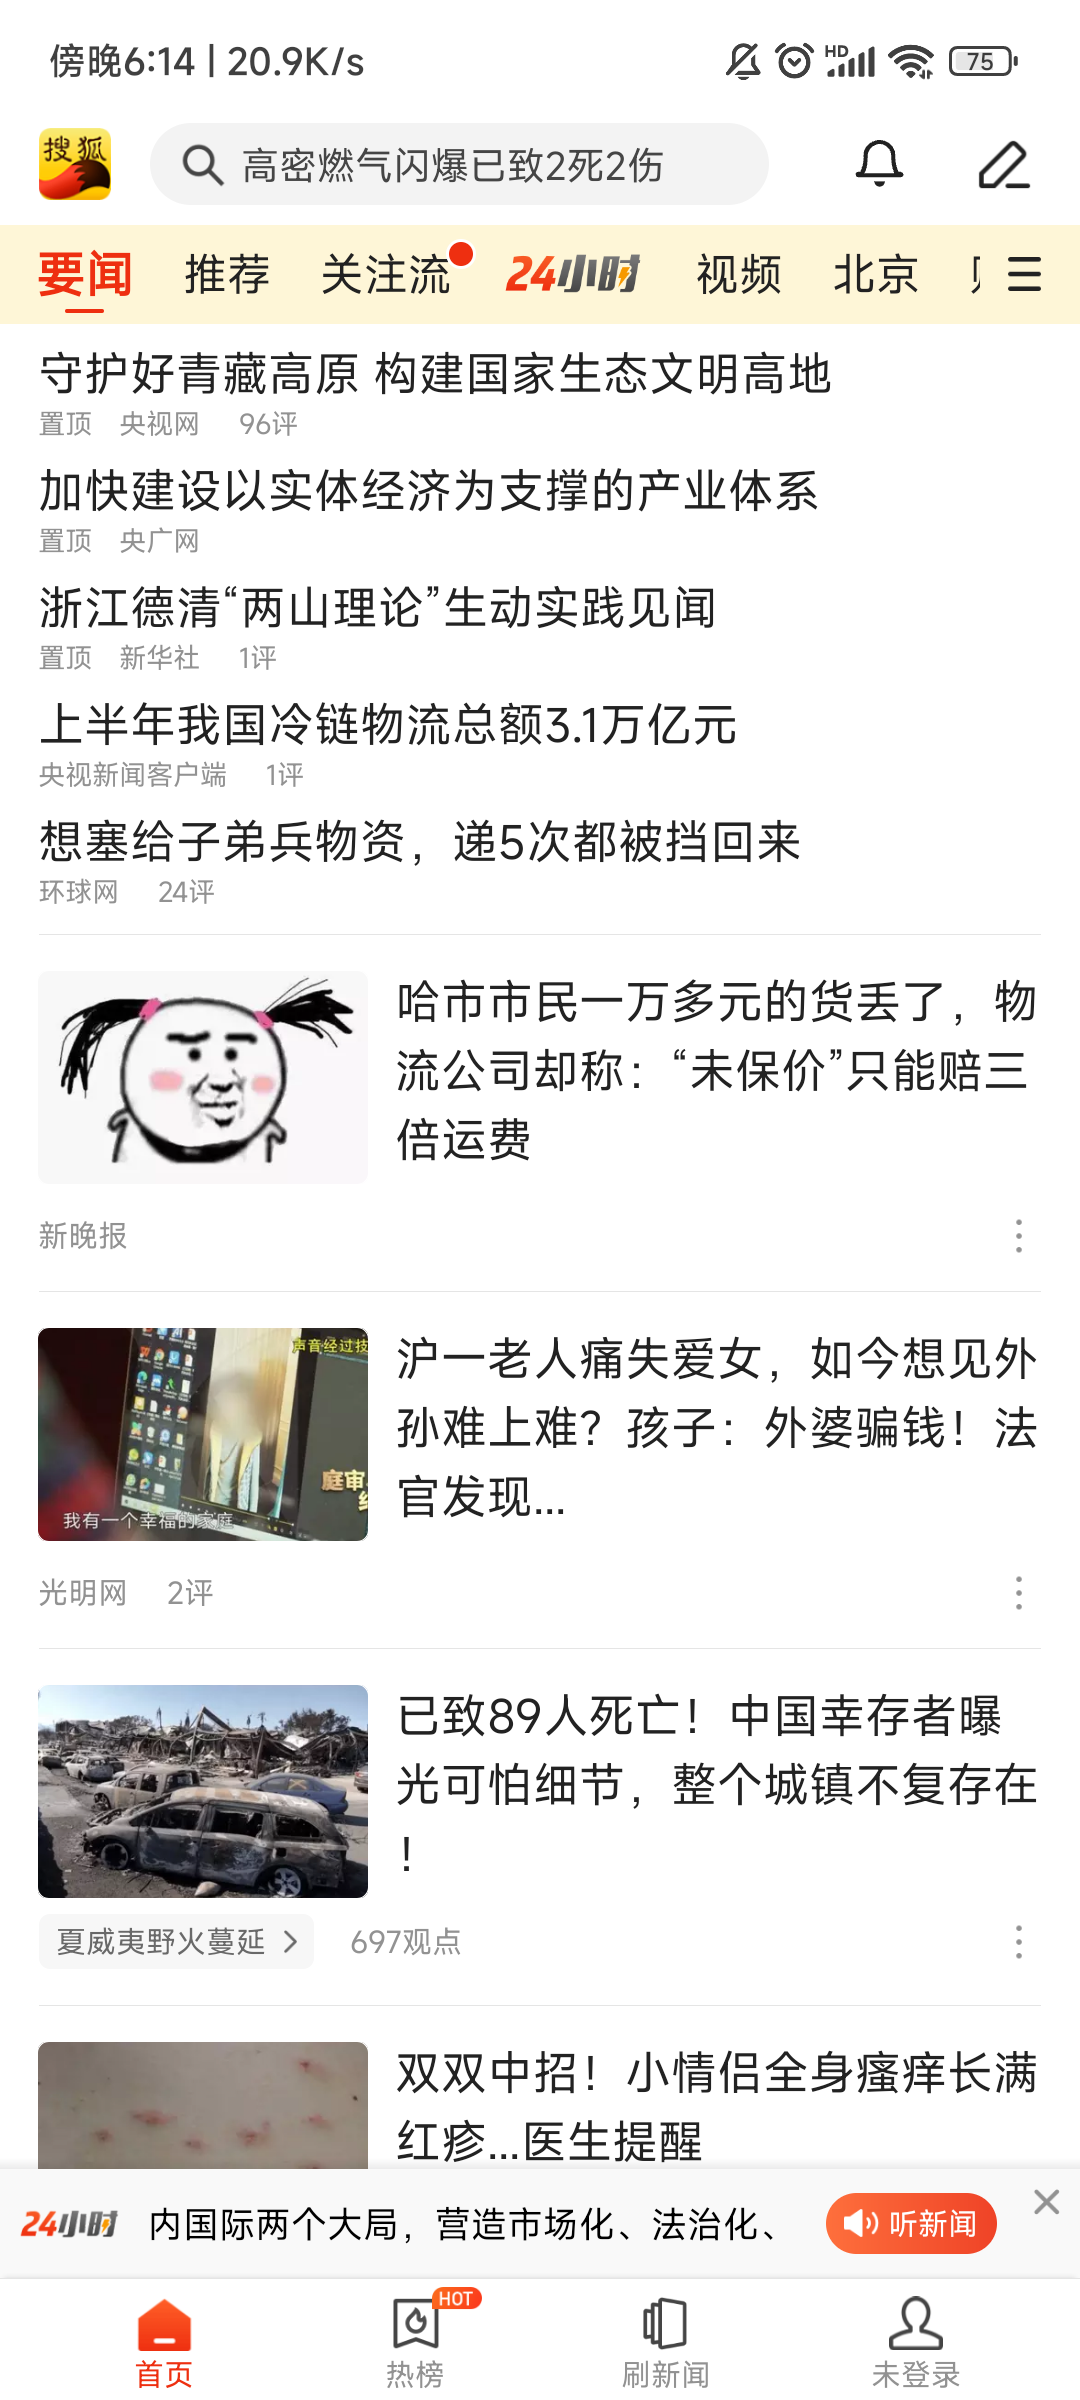 傍晚6:14 | 20.9K/s
HD
75
搜狐
高密燃气闪爆已致2死2伤
要闻 推荐 关注流 24小时 视频 北京
守护好青藏高原 构建国家生态文明高地
置顶 央视网 96评
加快建设以实体经济为支撑的产业体系
置顶 央广网
浙江德清“两山理论”生动实践见闻
置顶 新华社 1评
上半年我国冷链物流总额3.1万亿元
央视新闻客户端 1评
想塞给子弟兵物资，递5次都被挡回来
环球网 24评
哈市市民一万多元的货丢了，物
流公司却称：“未保价”只能赔三
倍运费
新晚报
声音经过技
庭审
我有一个幸福的家庭
沪一老人痛失爱女，如今想见外
孙难上难？孩子：外婆骗钱！法
官发现...
光明网 2评
已致89人死亡！中国幸存者曝
光可怕细节，整个城镇不复存在
！
夏威夷野火蔓延 697观点
双双中招！小情侣全身瘙痒长满
红疹...医生提醒
24小时 内国际两个大局，营造市场化、法治化、 听新闻
HOT
首页 热榜 刷新闻 未登录